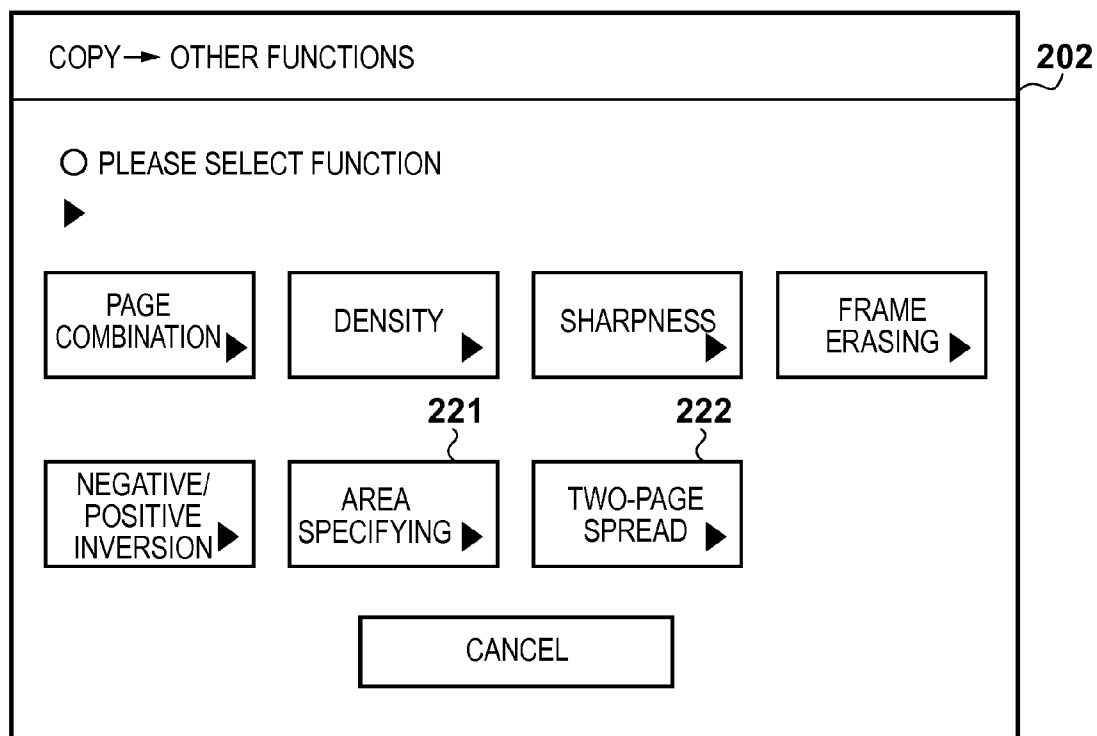 COPY→ OTHER FUNCTIONS
202
○ PLEASE SELECT FUNCTION
PAGE
COMBINATION
DENSITY
SHARPNESS
FRAME
ERASING
221
222
NEGATIVE/
POSITIVE
INVERSION
AREA
SPECIFYING
TWO-PAGE
SPREAD
CANCEL